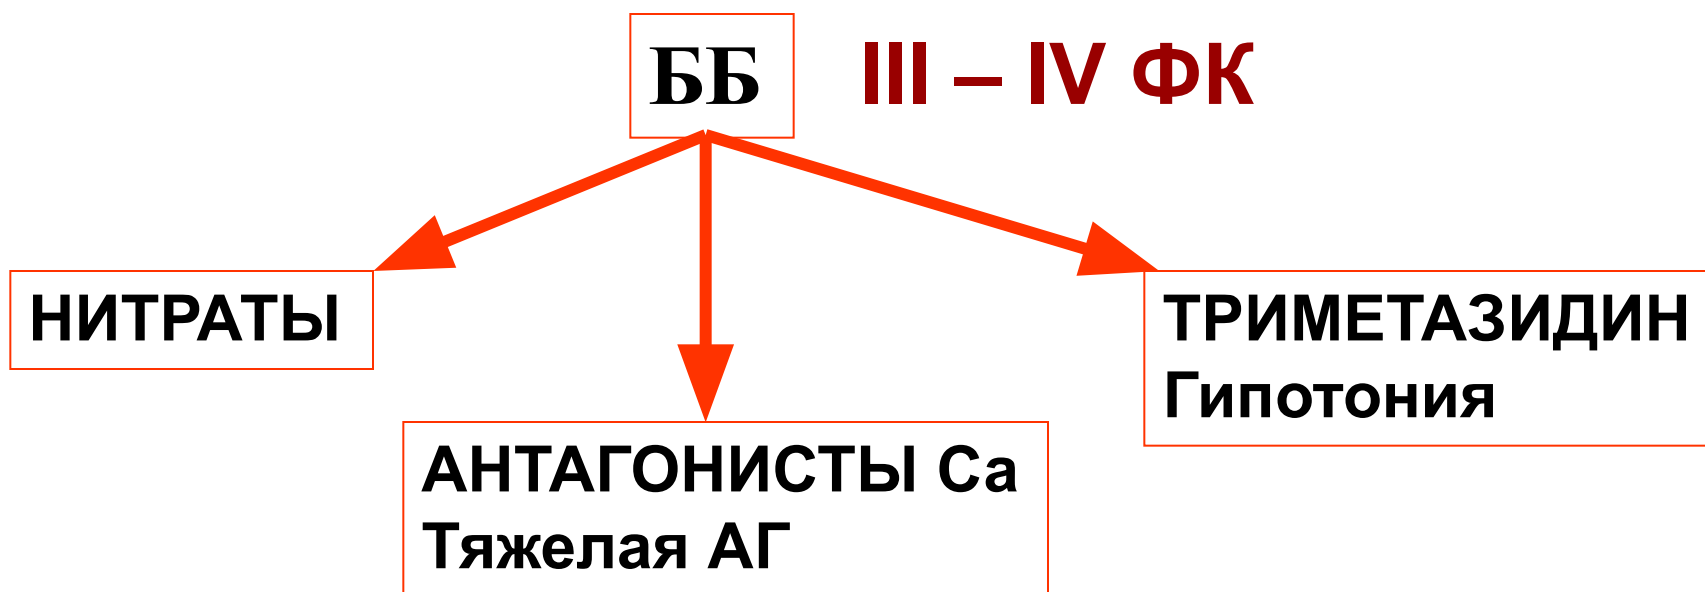 ББ III – IV ФК
НИТРАТЫ
ТРИМЕТАЗИДИН
Гипотония
АНТАГОНИСТЫ Са
Тяжелая АГ